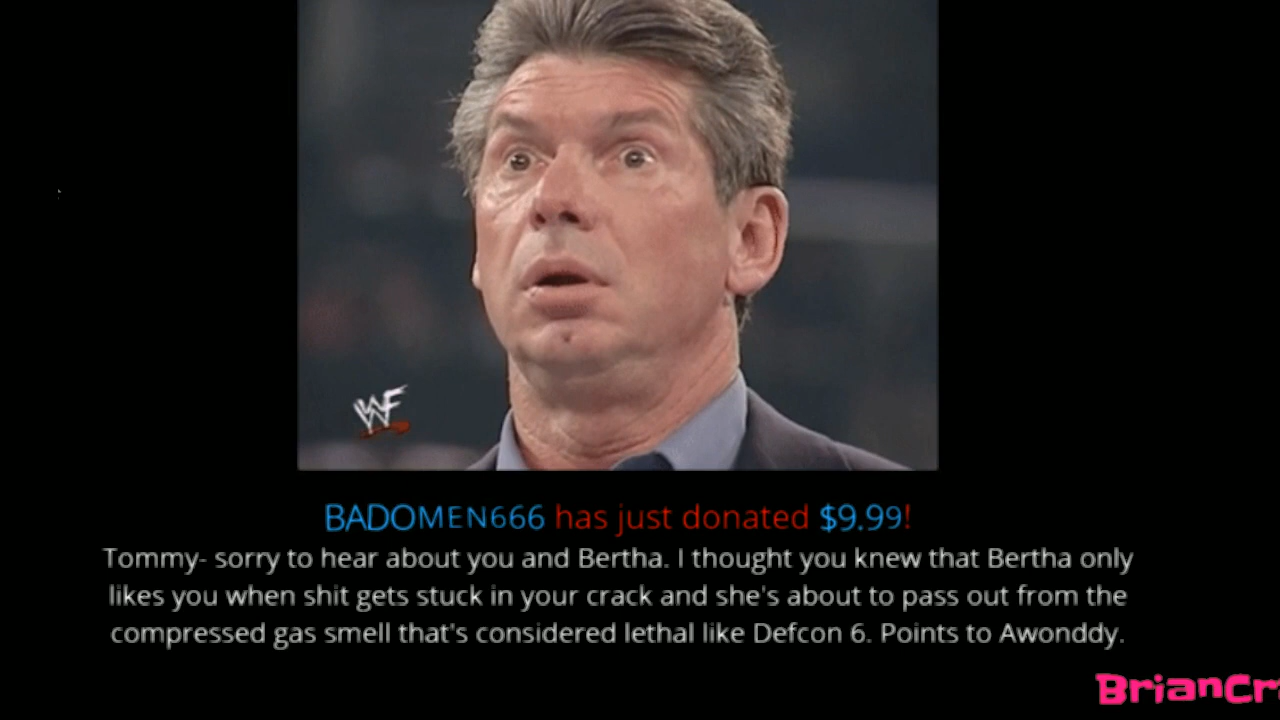 WF
BADOMEN666 has just donated $9.99!
Tommy- sorry to hear about you and Bertha. I thought you knew that Bertha only
likes you when shit gets stuck in your crack and she's about to pass out from the
compressed gas smell that's considered lethal like Defcon 6. Points to Awonddy.
BrianCr